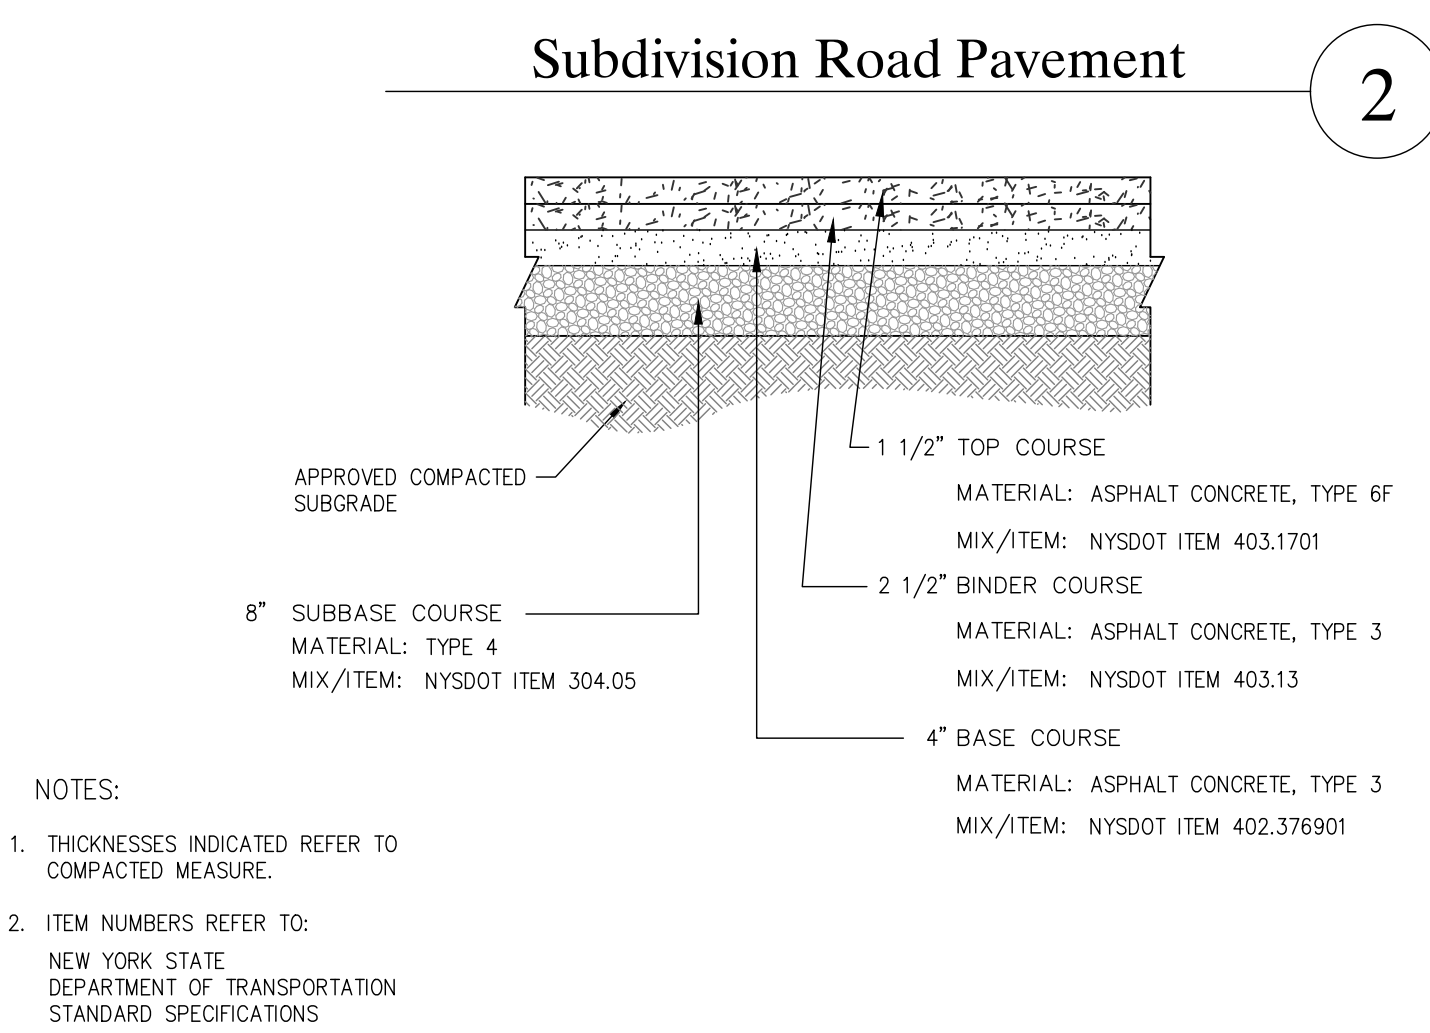 Subdivision Road Pavement
2
APPROVED COMPACTED
SUBGRADE
8” SUBBASE COURSE
MATERIAL: TYPE 4
MIX/ITEM: NYSDOT ITEM 304.05
1 1/2” TOP COURSE
MATERIAL: ASPHALT CONCRETE, TYPE 6F
MIX/ITEM: NYSDOT ITEM 403.1701
2 1/2” BINDER COURSE
MATERIAL: ASPHALT CONCRETE, TYPE 3
MIX/ITEM: NYSDOT ITEM 403.13
4” BASE COURSE
MATERIAL: ASPHALT CONCRETE, TYPE 3
MIX/ITEM: NYSDOT ITEM 402.376901
NOTES:
1. THICKNESSES INDICATED REFER TO
COMPACTED MEASURE.
2. ITEM NUMBERS REFER TO:
NEW YORK STATE
DEPARTMENT OF TRANSPORTATION
STANDARD SPECIFICATIONS